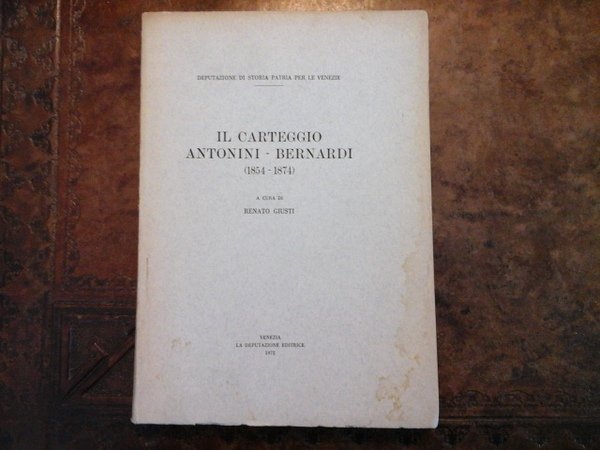 DEPUTAZIONE DI STORIA PATRIA PER LE VENEZIE
IL CARTEGGIO
ANTONINI - BERNARDI
(1854 - 1874)
A CURA DI
RENATO GIUSTI
VENEZIA
LA DEPUTAZIONE EDITRICE